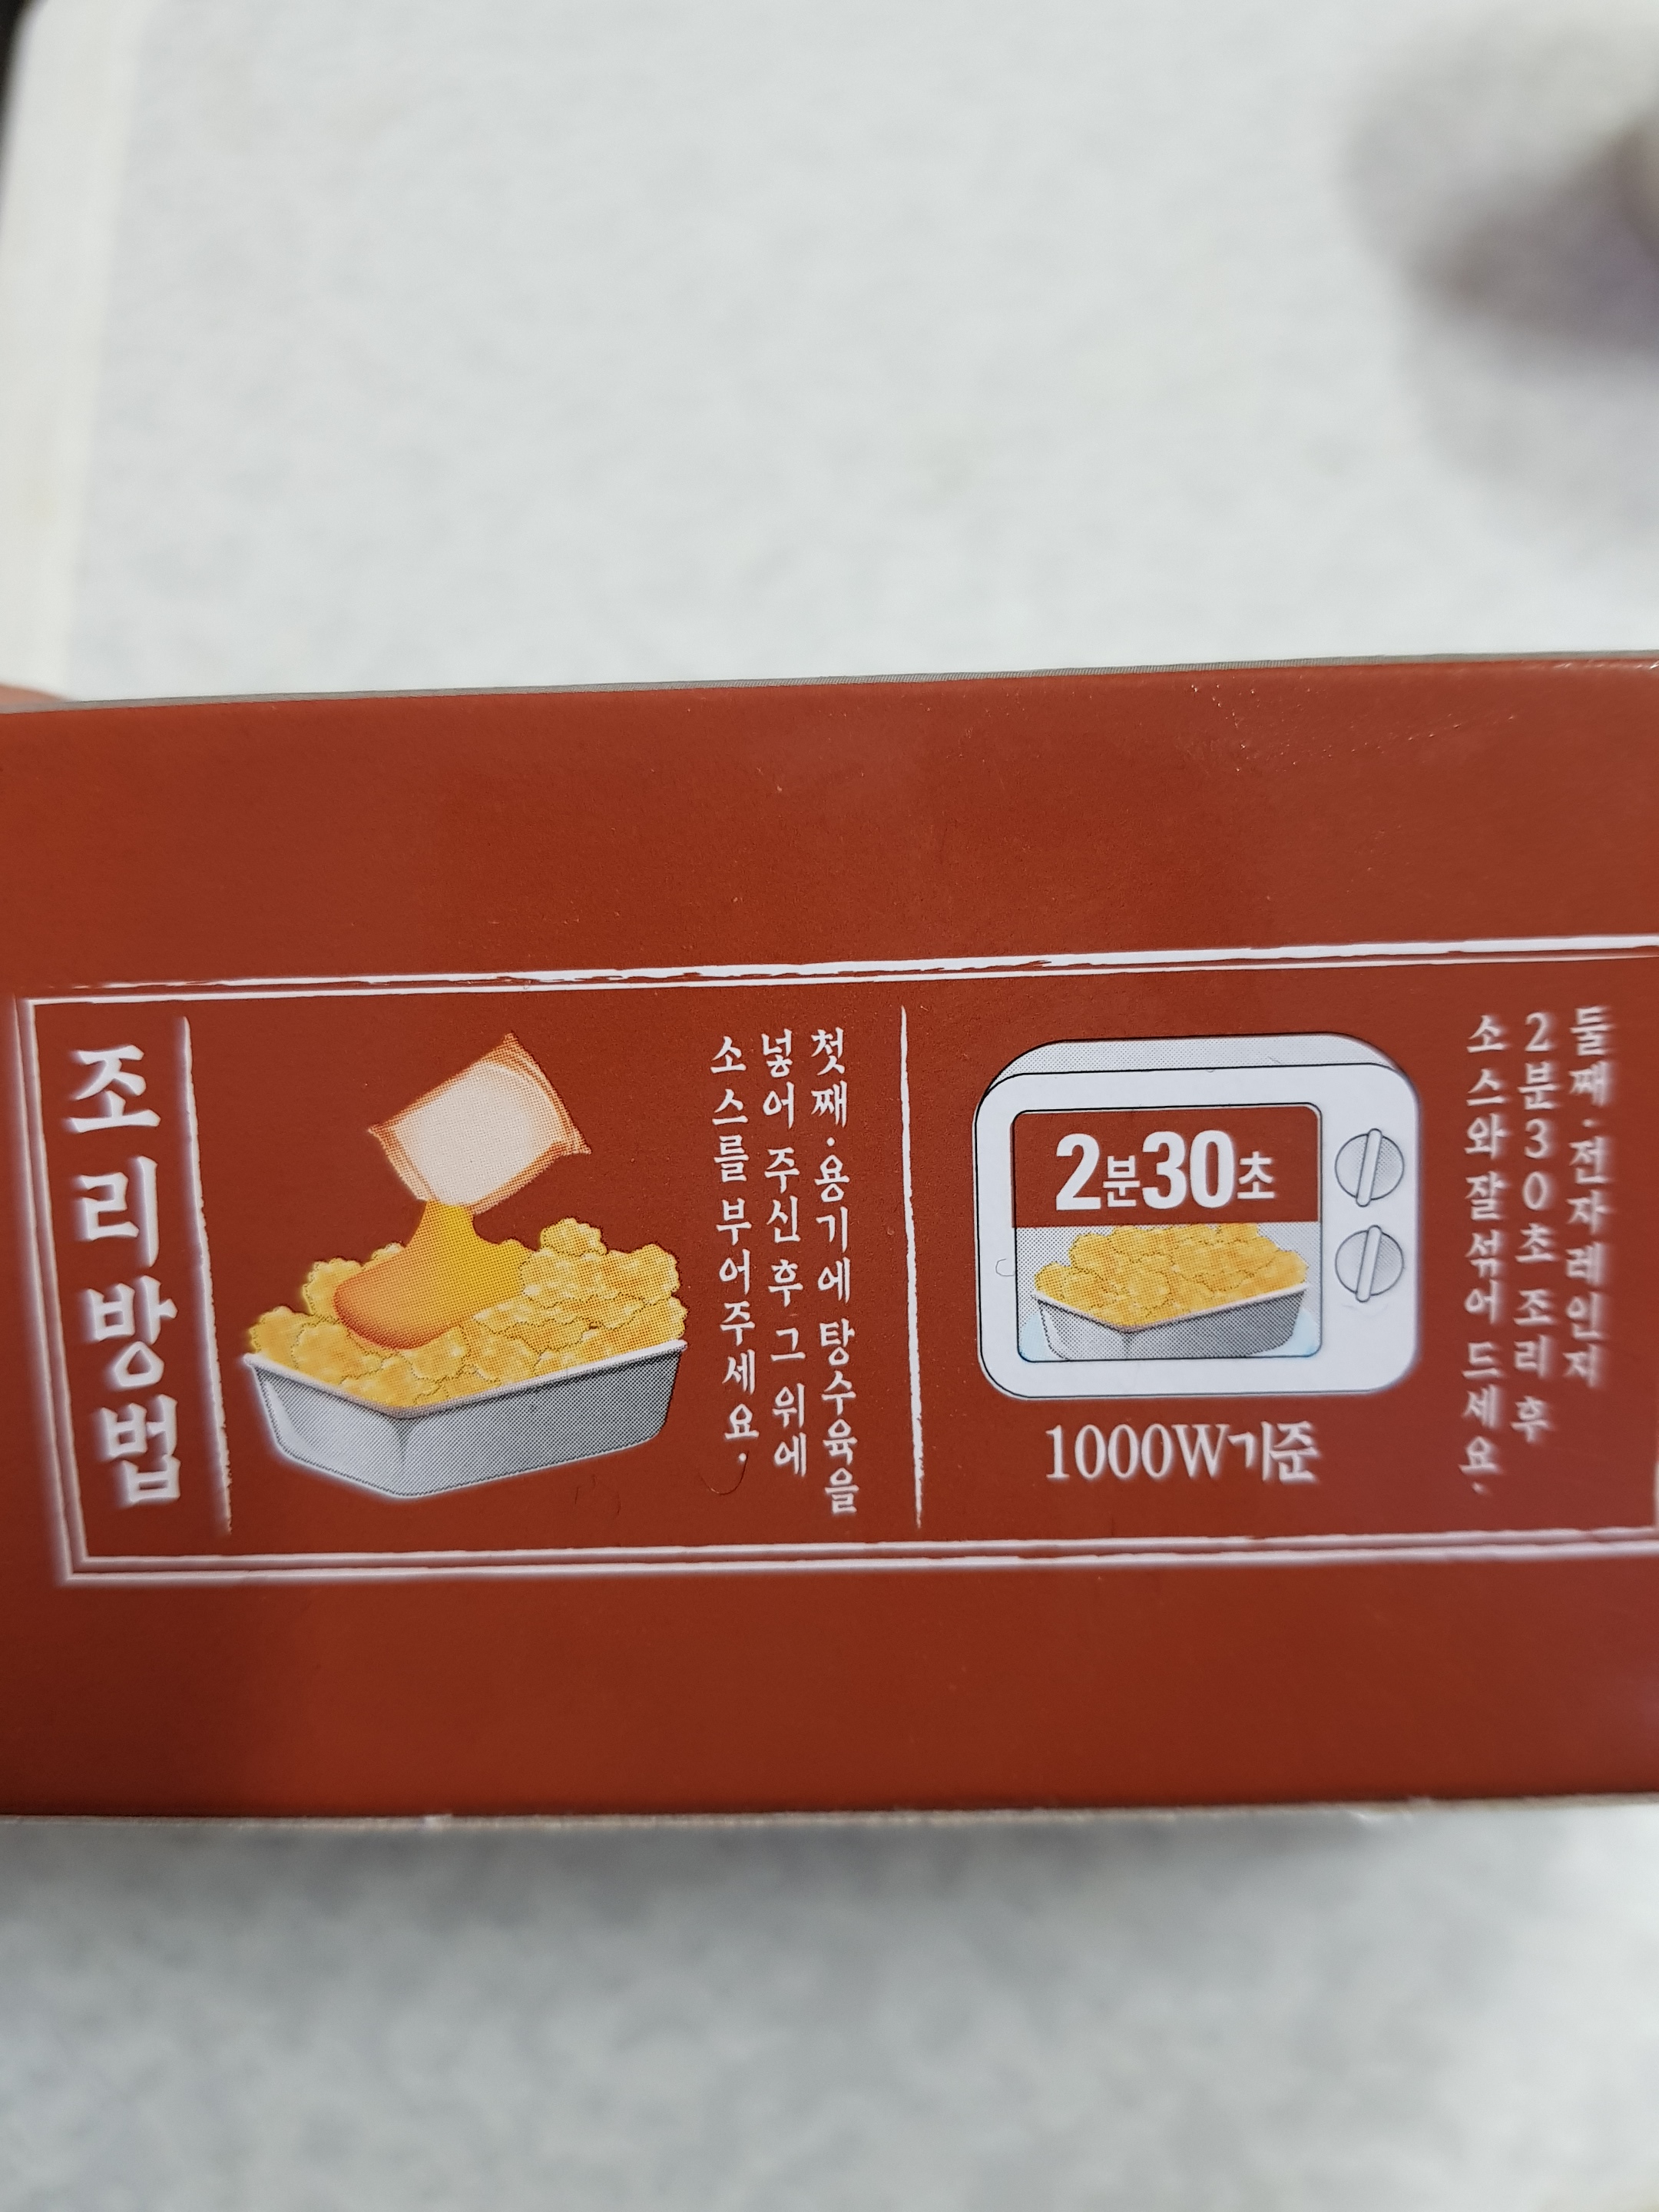 조리방법
첫째.용기에 탕수육을
넣어 주신후 그 위에
소스를 부어주세요.
2분30초
1000W기준
둘째.전자레인지
2분30초 조리 후
소스와 잘 섞어 드세요.